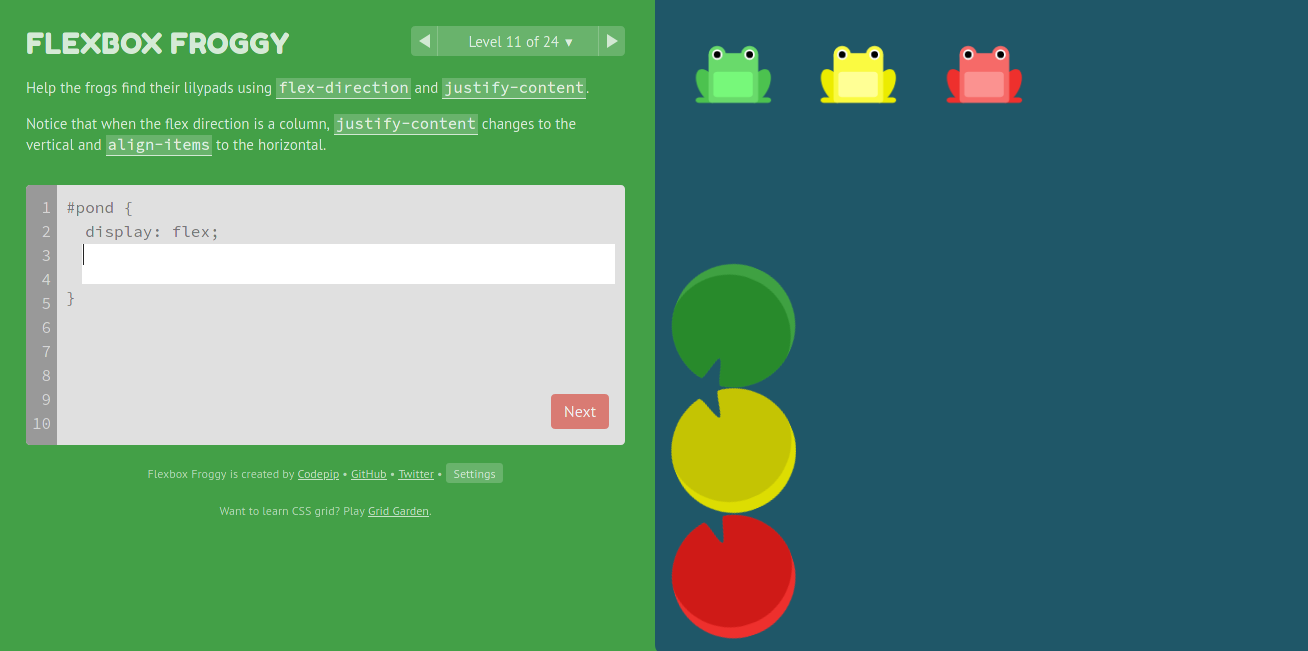 FLEXBOX FROGGY
◀ Level 11 of 24 ▾ ▶
Help the frogs find their lilypads using flex-direction and justify-content.
Notice that when the flex direction is a column, justify-content changes to the
vertical and align-items to the horizontal.
1 #pond {
2 display: flex;
3
4
5 }
6
7
8
9
10
Next
Flexbox Froggy is created by Codepip • GitHub • Twitter • Settings
Want to learn CSS grid? Play Grid Garden.